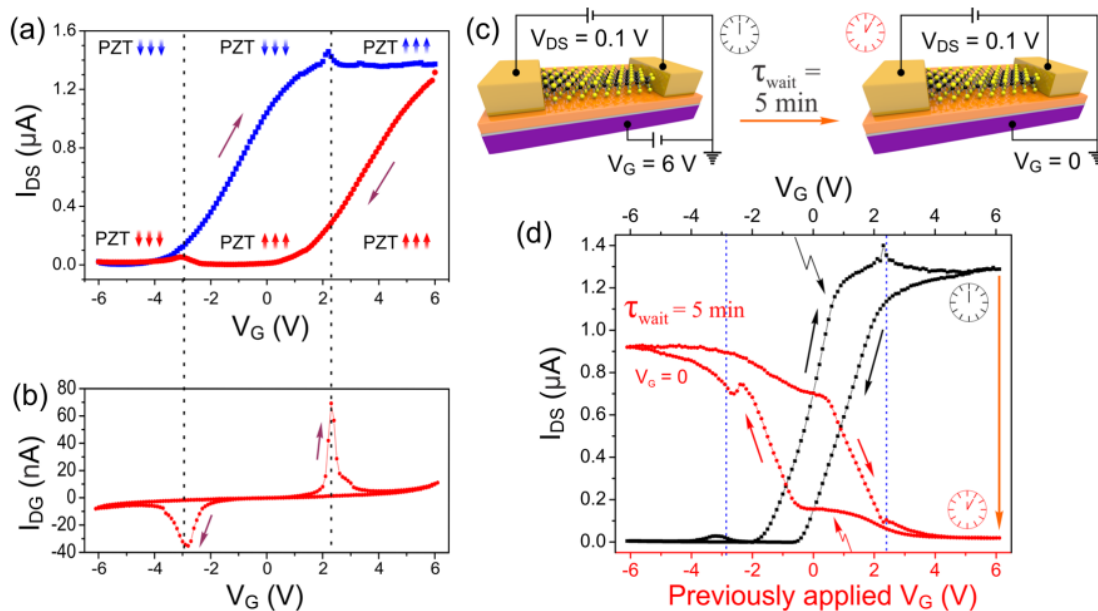 (a)
1.6
1.2
0.8
0.4
0.0
I_DS (μA)
PZT ↓↓↓
PZT ↓↓↓
PZT ↑↑↑
PZT ↓↓↓
PZT ↑↑↑
PZT ↑↑↑
-6 -4 -2 0 2 4 6
V_G (V)
(b)
80
60
40
20
0
-20
-40
I_DG (nA)
-6 -4 -2 0 2 4 6
V_G (V)
(c)
V_DS = 0.1 V
V_G = 6 V
τ_wait =
5 min
V_DS = 0.1 V
V_G = 0
(d)
V_G (V)
-6 -4 -2 0 2 4 6
1.4
1.2
1.0
0.8
0.6
0.4
0.2
0.0
I_DS (μA)
τ_wait = 5 min
V_G = 0
-6 -4 -2 0 2 4 6
Previously applied V_G (V)